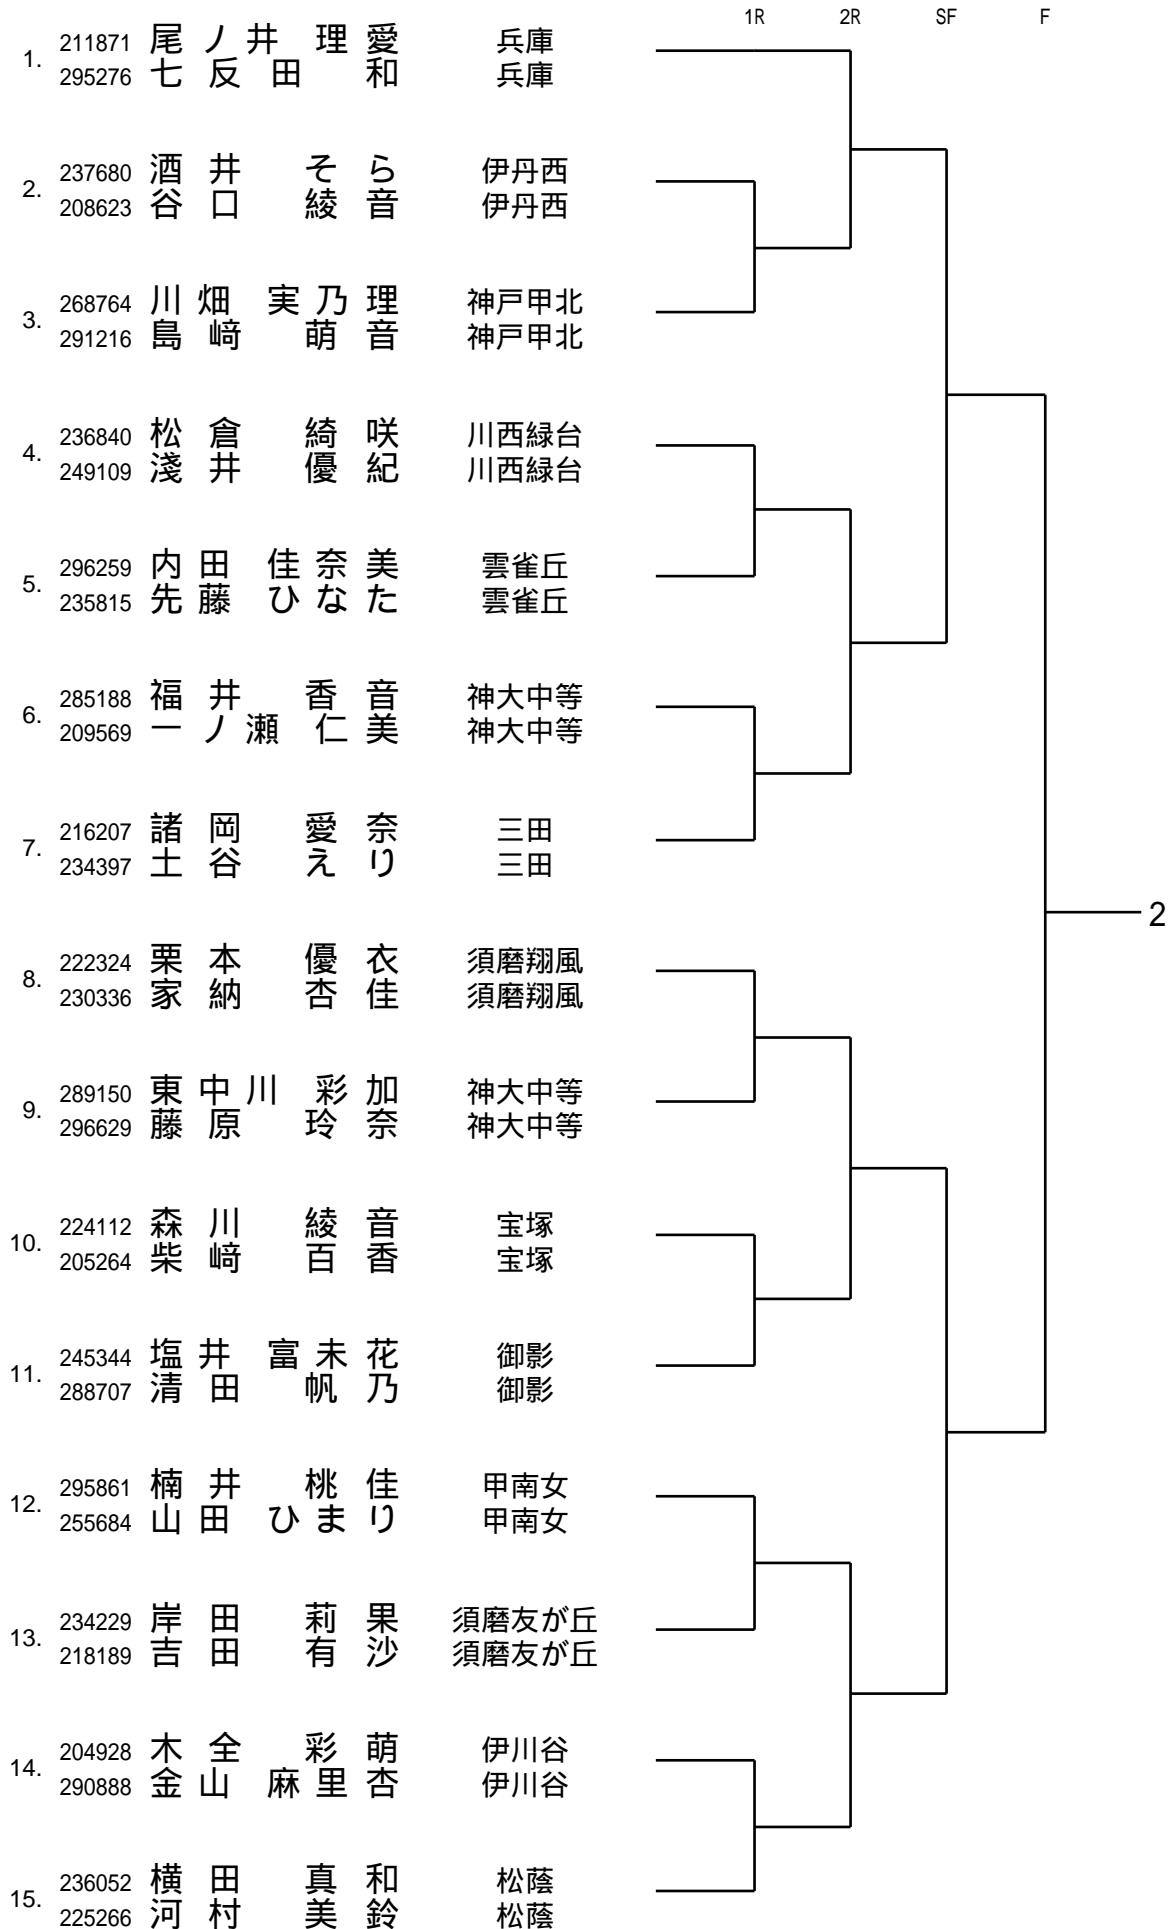 1R 2R SF F
1. 211871 尾ノ井 理愛 兵庫
295276 七反田 和 兵庫
2. 237680 酒井 そら 伊丹西
208623 谷口 綾音 伊丹西
3. 268764 川畑 実乃理 神戸甲北
291216 島﨑 萌音 神戸甲北
4. 236840 松倉 綺咲 川西緑台
249109 淺井 優紀 川西緑台
5. 296259 内田 佳奈美 雲雀丘
235815 先藤 ひなた 雲雀丘
6. 285188 福井 香音 神大中等
209569 一ノ瀬 仁美 神大中等
7. 216207 諸岡 愛奈 三田
234397 土谷 えり 三田
2
8. 222324 栗本 優衣 須磨翔風
230336 家納 杏佳 須磨翔風
9. 289150 東中川 彩加 神大中等
296629 藤原 玲奈 神大中等
10. 224112 森川 綾音 宝塚
205264 柴﨑 百香 宝塚
11. 245344 塩井 富未花 御影
288707 清田 帆乃 御影
12. 295861 楠井 桃佳 甲南女
255684 山田 ひまり 甲南女
13. 234229 岸田 莉果 須磨友が丘
218189 吉田 有沙 須磨友が丘
14. 204928 木全 彩萌 伊川谷
290888 金山 麻里杏 伊川谷
15. 236052 横田 真和 松蔭
225266 河村 美鈴 松蔭